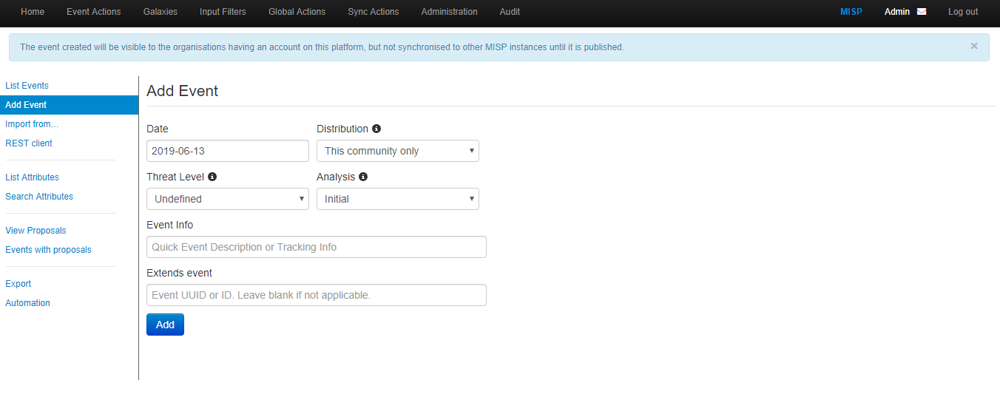 Home Event Actions Galaxies Input Filters Global Actions Sync Actions Administration Audit MISP Admin Log out
The event created will be visible to the organisations having an account on this platform, but not synchronised to other MISP instances until it is published. ×
List Events
Add Event
Import from…
REST client
List Attributes
Search Attributes
View Proposals
Events with proposals
Export
Automation
Add Event
Date Distribution
2019-06-13 This community only
Threat Level Analysis
Undefined Initial
Event Info
Quick Event Description or Tracking Info
Extends event
Event UUID or ID. Leave blank if not applicable.
Add